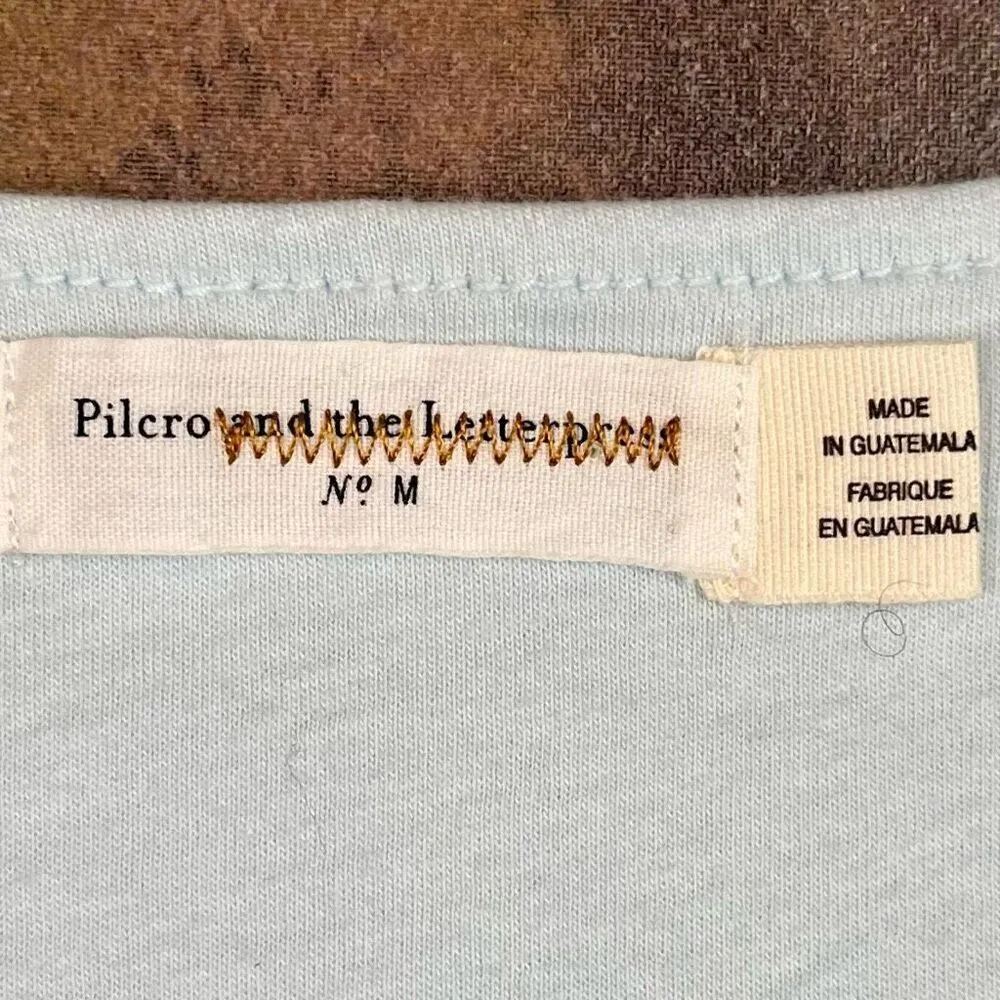 Pilcro and the Letterpress
Nº M
MADE
IN GUATEMALA
FABRIQUE
EN GUATEMALA